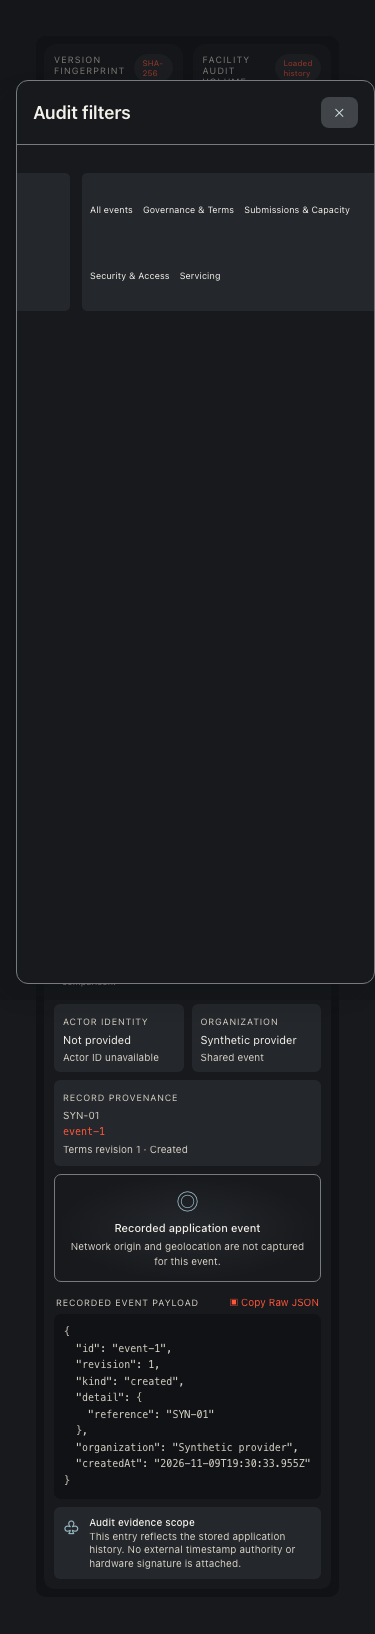 VERSION
FINGERPRINT
SHA-
256
FACILITY
AUDIT
Loaded
history
Audit filters
All events Governance & Terms Submissions & Capacity
Security & Access Servicing
ACTOR IDENTITY
Not provided
Actor ID unavailable
ORGANIZATION
Synthetic provider
Shared event
RECORD PROVENANCE
SYN-01
event-1
Terms revision 1 · Created
Recorded application event
Network origin and geolocation are not captured
for this event.
RECORDED EVENT PAYLOAD
Copy Raw JSON
{
"id": "event-1",
"revision": 1,
"kind": "created",
"detail": {
"reference": "SYN-01"
},
"organization": "Synthetic provider",
"createdAt": "2026-11-09T19:30:33.955Z"
}
Audit evidence scope
This entry reflects the stored application
history. No external timestamp authority or
hardware signature is attached.